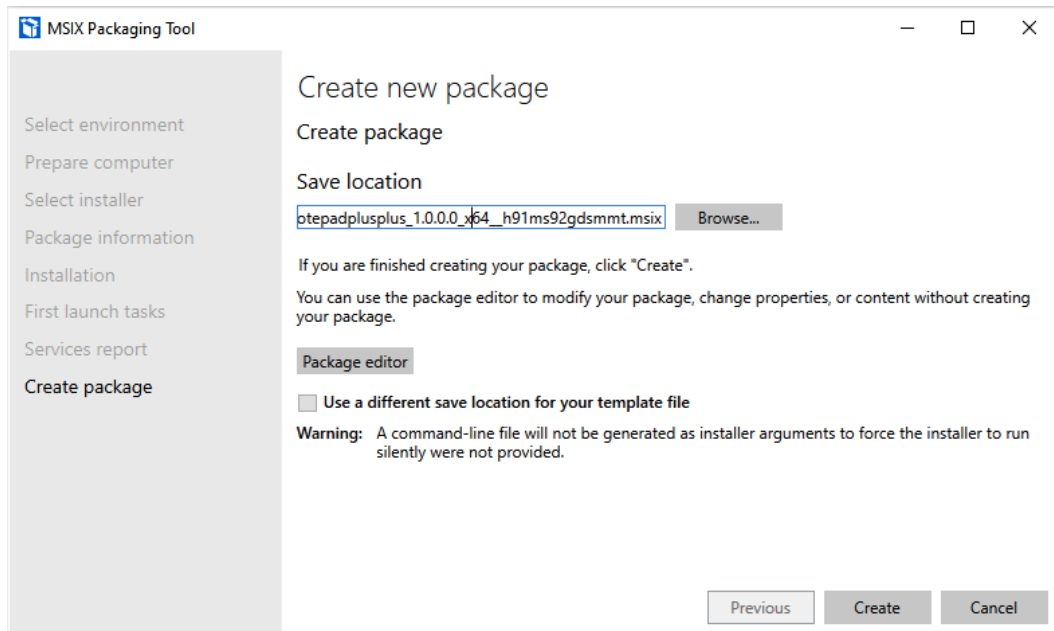 MSIX Packaging Tool
Create new package
Select environment
Prepare computer
Select installer
Package information
Installation
First launch tasks
Services report
Create package
Create package
Save location
otepadplusplus_1.0.0.0_x64__h91ms92gdsmmt.msix
Browse...
If you are finished creating your package, click "Create".
You can use the package editor to modify your package, change properties, or content without creating
your package.
Package editor
Use a different save location for your template file
Warning: A command-line file will not be generated as installer arguments to force the installer to run
silently were not provided.
Previous
Create
Cancel